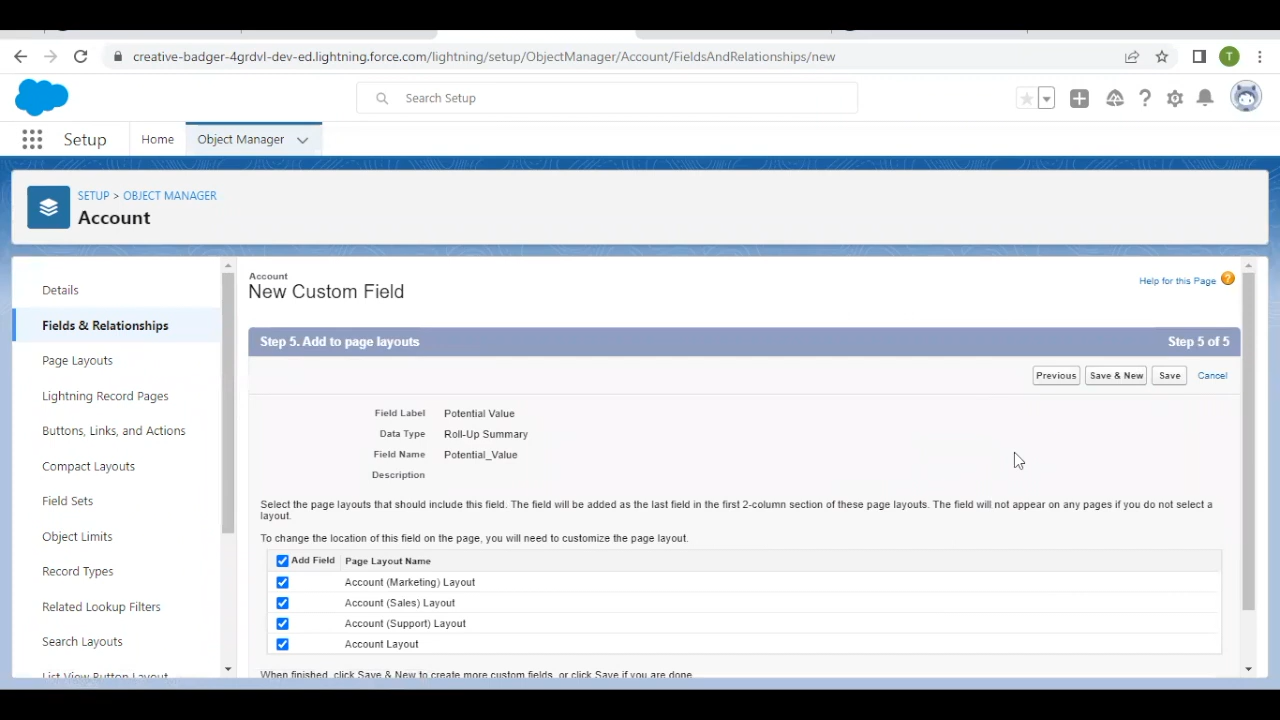 creative-badger-4grdvl-dev-ed.lightning.force.com/lightning/setup/ObjectManager/Account/FieldsAndRelationships/new
T
Search Setup
Setup
Home
Object Manager
SETUP > OBJECT MANAGER
Account
Details
Fields & Relationships
Page Layouts
Lightning Record Pages
Buttons, Links, and Actions
Compact Layouts
Field Sets
Object Limits
Record Types
Related Lookup Filters
Search Layouts
List View Button Layout
Account
New Custom Field
Help for this Page ?
Step 5. Add to page layouts
Step 5 of 5
Previous
Save & New
Save
Cancel
Field Label Potential Value
Data Type Roll-Up Summary
Field Name Potential_Value
Description
Select the page layouts that should include this field. The field will be added as the last field in the first 2-column section of these page layouts. The field will not appear on any pages if you do not select a
layout.
To change the location of this field on the page, you will need to customize the page layout.
Add Field Page Layout Name
Account (Marketing) Layout
Account (Sales) Layout
Account (Support) Layout
Account Layout
When finished, click Save & New to create more custom fields, or click Save if you are done.